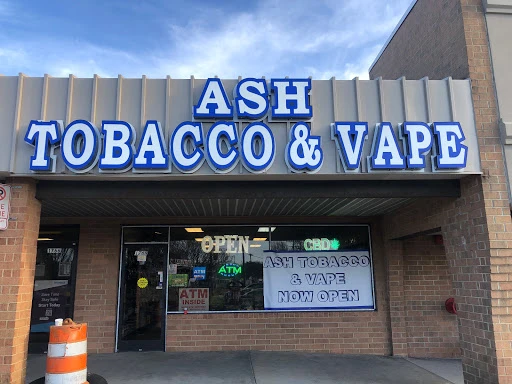 ASH
TOBACCO & VAPE
OPEN
CBD
ATM
ATM
INSIDE
ASH TOBACCO
& VAPE
NOW OPEN